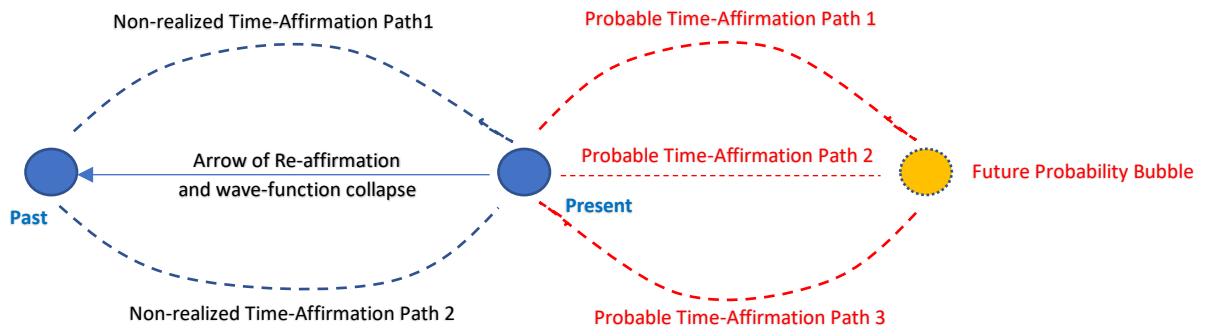 Non-realized Time-Affirmation Path1
Probable Time-Affirmation Path 1
Arrow of Re-affirmation
and wave-function collapse
Probable Time-Affirmation Path 2
Future Probability Bubble
Past
Present
Non-realized Time-Affirmation Path 2
Probable Time-Affirmation Path 3